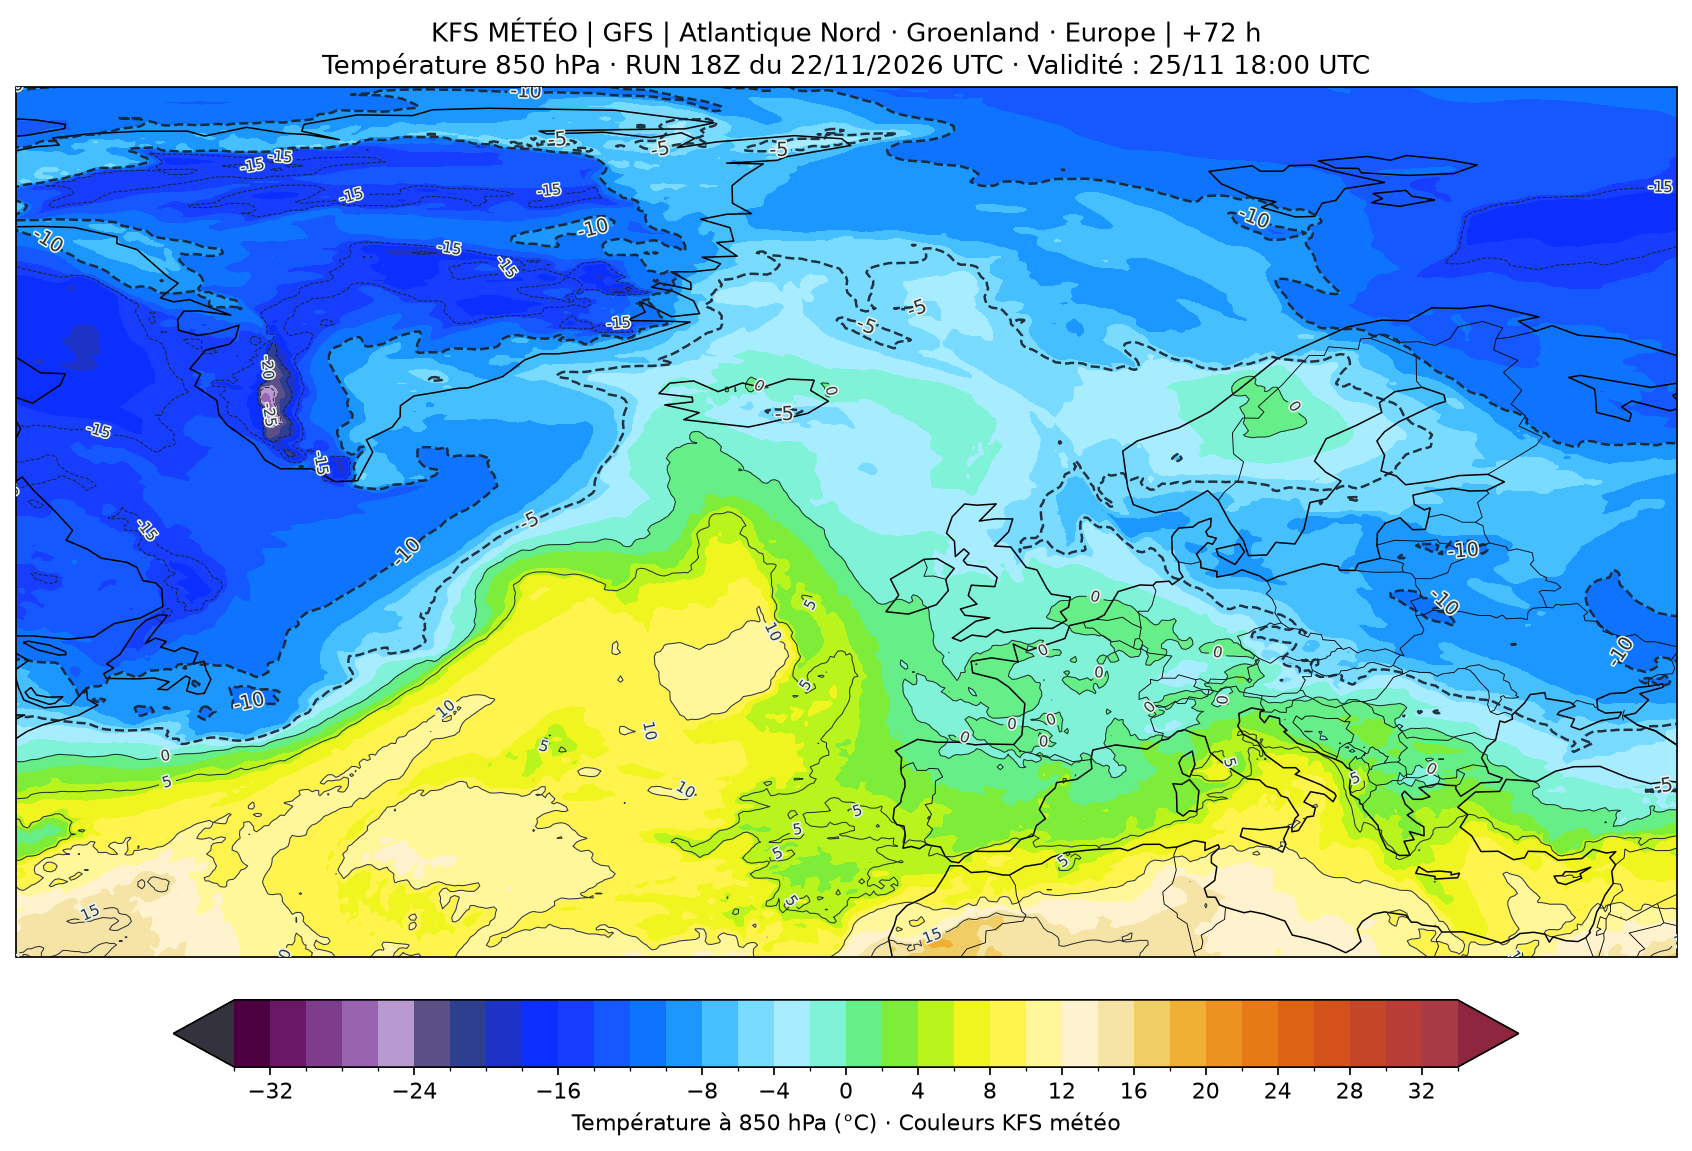 KFS MÉTÉO | GFS | Atlantique Nord · Groenland · Europe | +72 h
Température 850 hPa · RUN 18Z du 22/11/2026 UTC · Validité : 25/11 18:00 UTC
-10
-5 -5 -5
-15 -15 -15 -15 -15
-10 -10 -10
-15 -15
-5 -5
-15
-20
0 0
-25 -5 0
-15
-15
-15 -5
-10 -10
0 5 -10
10
0 0 -10
5 0
-10 10 10 0 0
5 0 0 0
0 5 0
5 10 5 -5
5
5
5 5
15 5
15
−32 −24 −16 −8 −4 0 4 8 12 16 20 24 28 32
Température à 850 hPa (°C) · Couleurs KFS météo